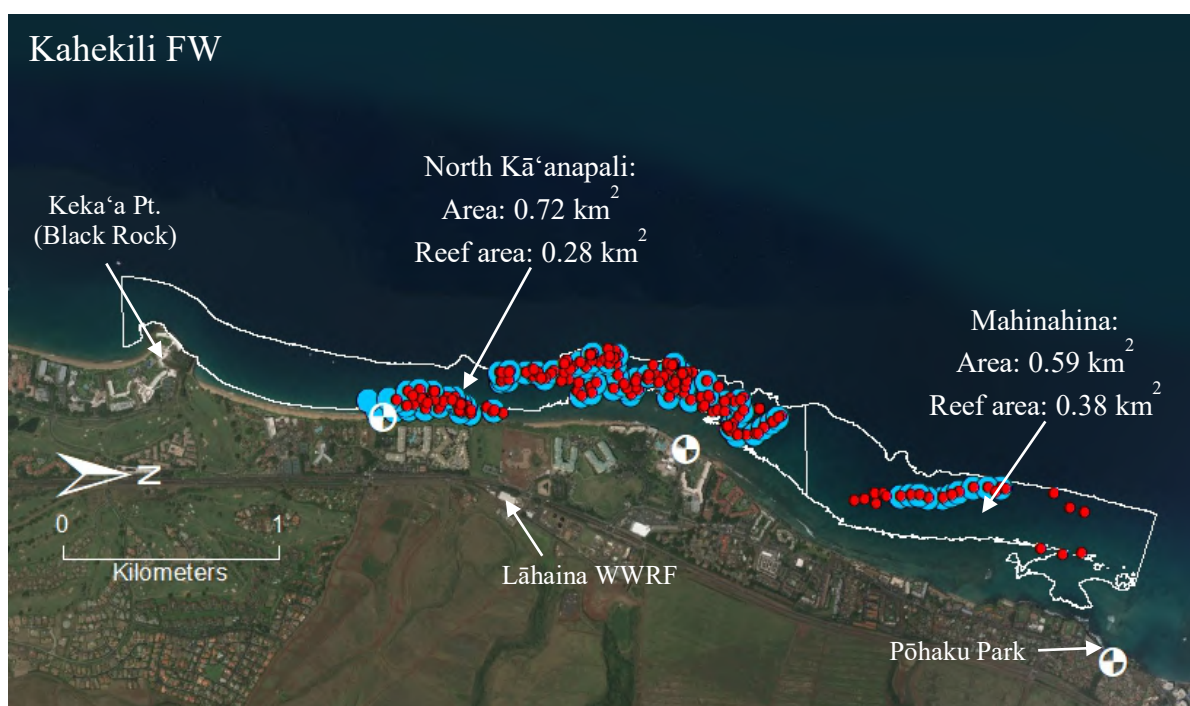 Kahekili FW
North Kā‘anapali:
Area: 0.72 km²
Reef area: 0.28 km²
Keka‘a Pt.
(Black Rock)
Mahinahina:
Area: 0.59 km²
Reef area: 0.38 km²
N
0 1
Kilometers
Lāhaina WWRF
Pōhaku Park